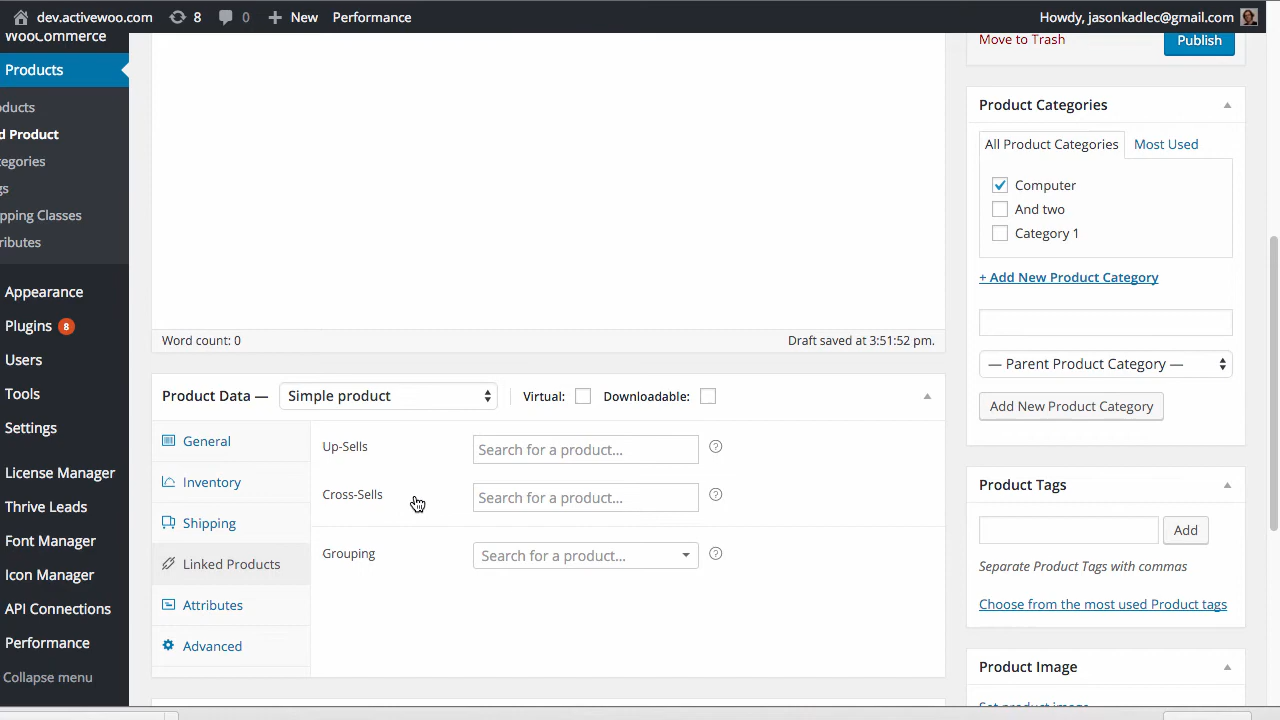 dev.activewoo.com 8 0 New Performance Howdy, jasonkadlec@gmail.com
WooCommerce
Products
oducts
d Product
tegories
gs
pping Classes
ributes
Appearance
Plugins 8
Users
Tools
Settings
License Manager
Thrive Leads
Font Manager
Icon Manager
API Connections
Performance
Collapse menu
Word count: 0 Draft saved at 3:51:52 pm.
Product Data — Simple product Virtual: Downloadable:
General
Inventory
Shipping
Linked Products
Attributes
Advanced
Up-Sells Search for a product... ?
Cross-Sells Search for a product... ?
Grouping Search for a product... ?
Move to Trash Publish
Product Categories
All Product Categories Most Used
Computer
And two
Category 1
+ Add New Product Category
— Parent Product Category —
Add New Product Category
Product Tags
Add
Separate Product Tags with commas
Choose from the most used Product tags
Product Image
Set product image